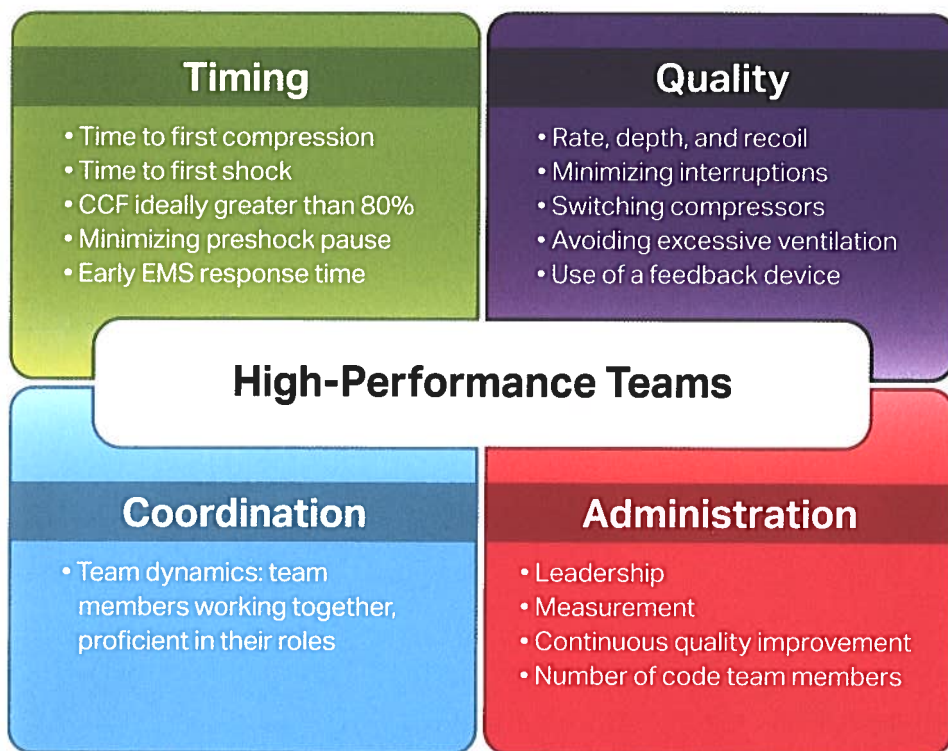 Timing
• Time to first compression
• Time to first shock
• CCF ideally greater than 80%
• Minimizing preshock pause
• Early EMS response time
Quality
• Rate, depth, and recoil
• Minimizing interruptions
• Switching compressors
• Avoiding excessive ventilation
• Use of a feedback device
High-Performance Teams
Coordination
• Team dynamics: team
members working together,
proficient in their roles
Administration
• Leadership
• Measurement
• Continuous quality improvement
• Number of code team members